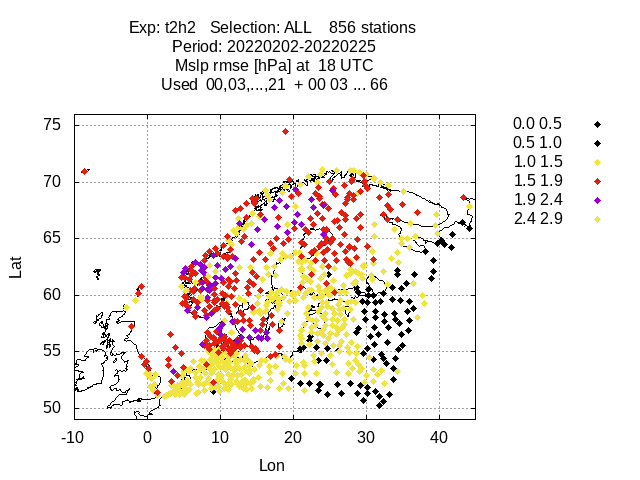 Exp: t2h2 Selection: ALL 856 stations
Period: 20220202-20220225
Mslp rmse [hPa] at 18 UTC
Used 00,03,...,21 + 00 03 ... 66
75
70
65
60
55
50
Lat
-10 0 10 20 30 40
Lon
0.0 0.5
0.5 1.0
1.0 1.5
1.5 1.9
1.9 2.4
2.4 2.9